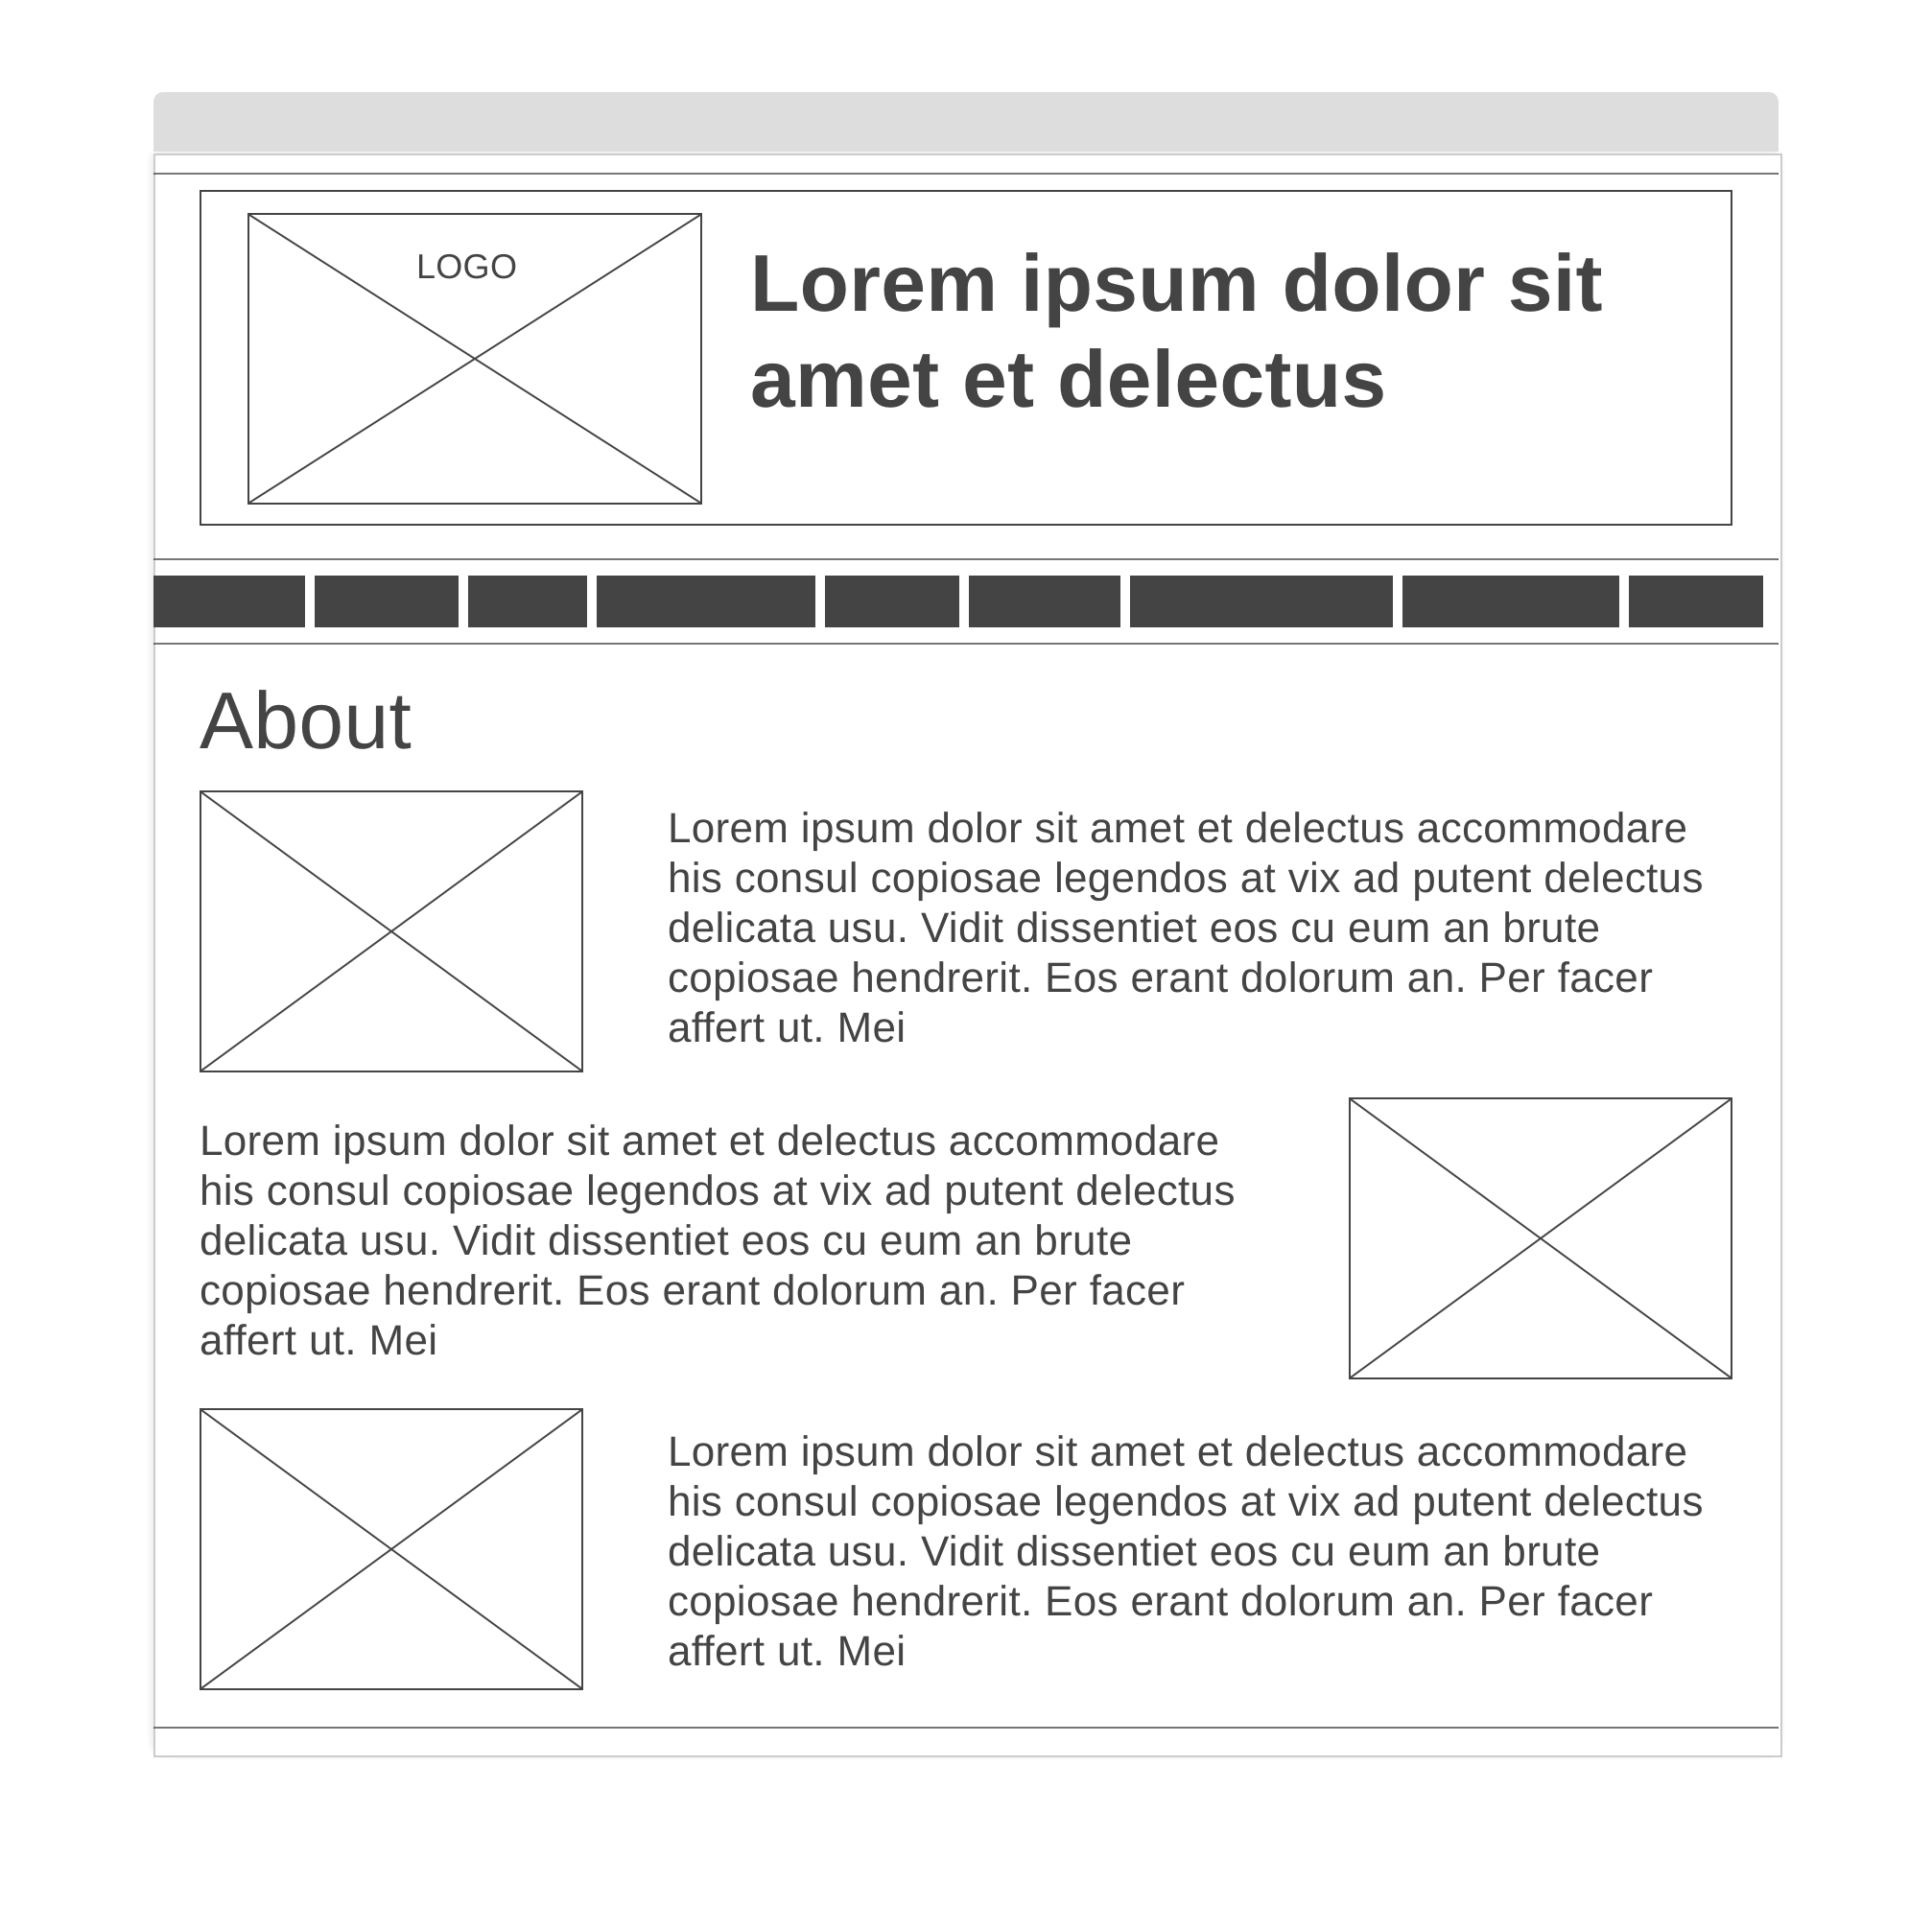 LOGO
Lorem ipsum dolor sit
amet et delectus
About
Lorem ipsum dolor sit amet et delectus accommodare
his consul copiosae legendos at vix ad putent delectus
delicata usu. Vidit dissentiet eos cu eum an brute
copiosae hendrerit. Eos erant dolorum an. Per facer
affert ut. Mei
Lorem ipsum dolor sit amet et delectus accommodare
his consul copiosae legendos at vix ad putent delectus
delicata usu. Vidit dissentiet eos cu eum an brute
copiosae hendrerit. Eos erant dolorum an. Per facer
affert ut. Mei
Lorem ipsum dolor sit amet et delectus accommodare
his consul copiosae legendos at vix ad putent delectus
delicata usu. Vidit dissentiet eos cu eum an brute
copiosae hendrerit. Eos erant dolorum an. Per facer
affert ut. Mei